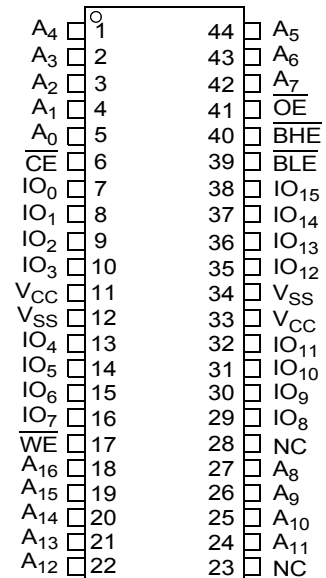 A4 1 44 A5
A3 2 43 A6
A2 3 42 A7
A1 4 41 OE
A0 5 40 BHE
CE 6 39 BLE
IO0 7 38 IO15
IO1 8 37 IO14
IO2 9 36 IO13
IO3 10 35 IO12
VCC 11 34 VSS
VSS 12 33 VCC
IO4 13 32 IO11
IO5 14 31 IO10
IO6 15 30 IO9
IO7 16 29 IO8
WE 17 28 NC
A16 18 27 A8
A15 19 26 A9
A14 20 25 A10
A13 21 24 A11
A12 22 23 NC